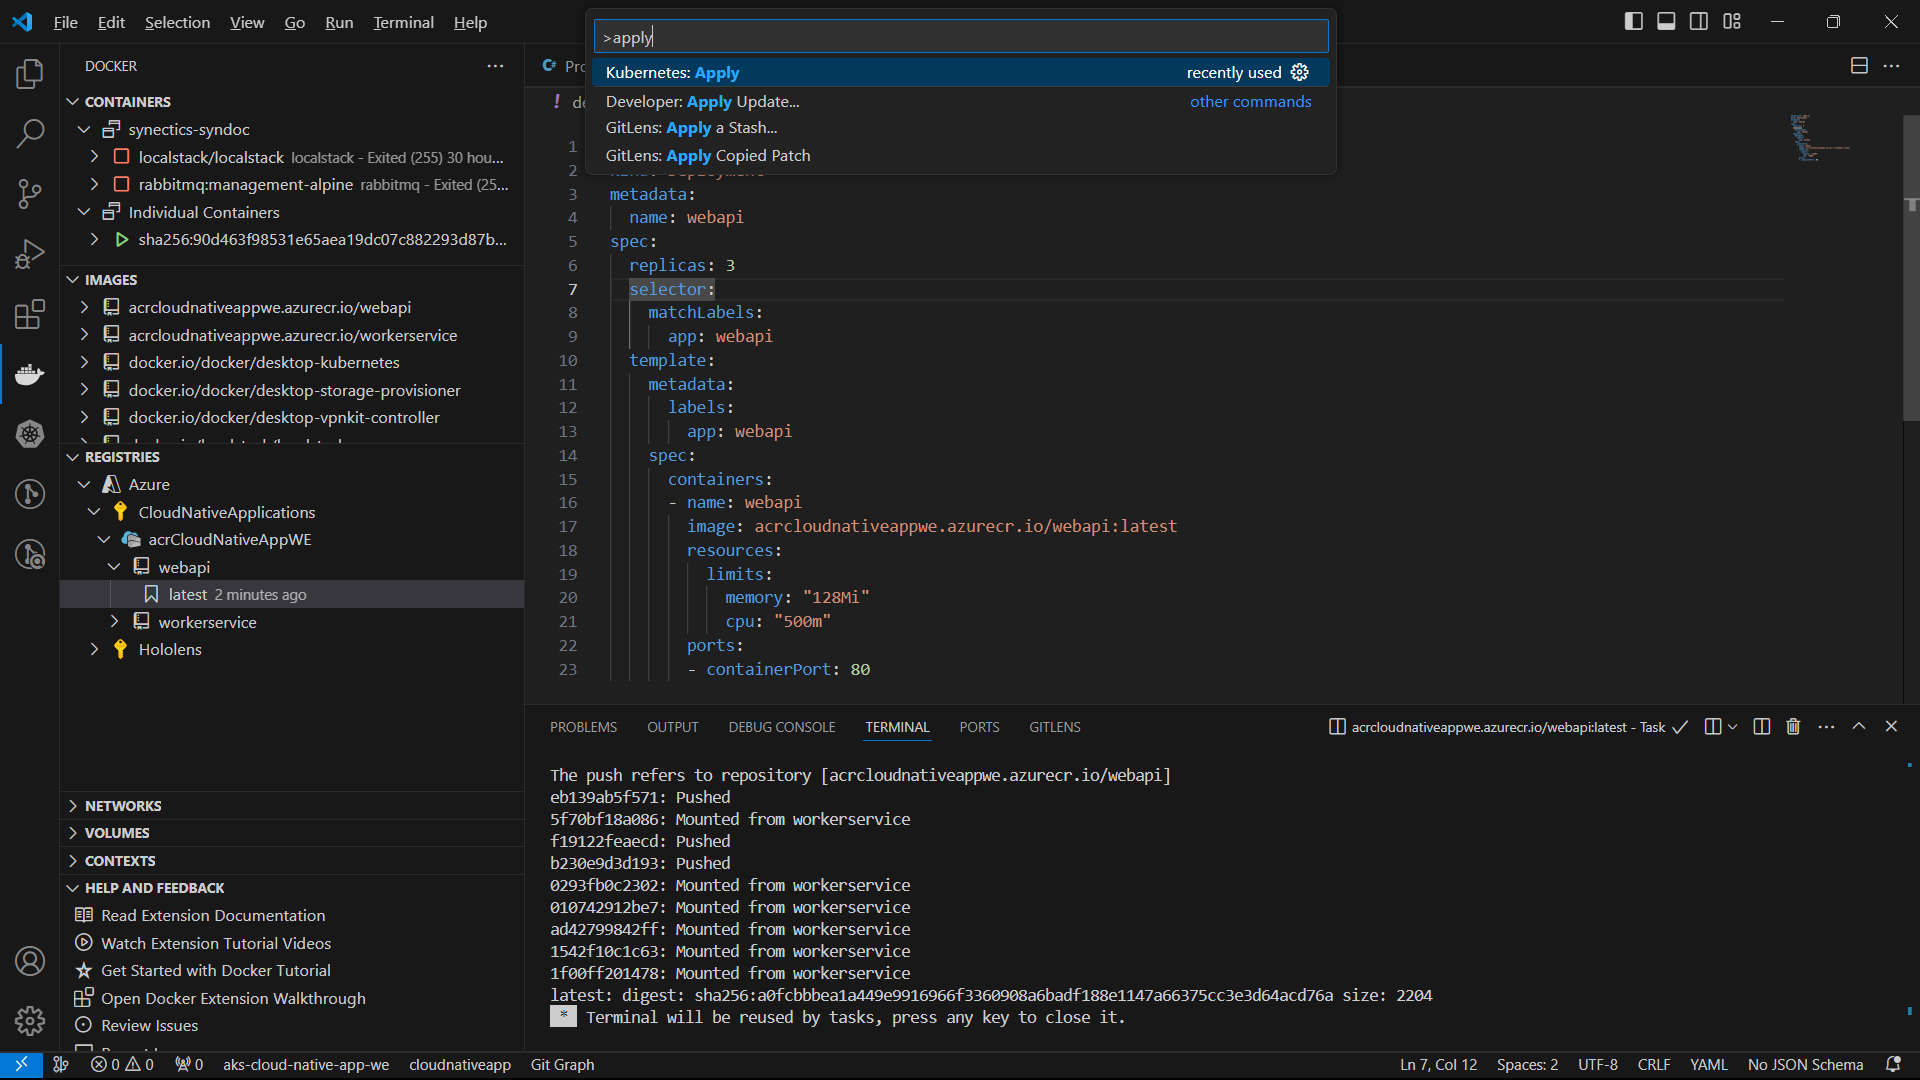 File Edit Selection View Go Run Terminal Help
>apply
Kubernetes: Apply recently used
Developer: Apply Update... other commands
GitLens: Apply a Stash...
GitLens: Apply Copied Patch
DOCKER
CONTAINERS
synectics-syndoc
localstack/localstack localstack - Exited (255) 30 hou...
rabbitmq:management-alpine rabbitmq - Exited (25...
Individual Containers
sha256:90d463f98531e65aea19dc07c882293d87b...
IMAGES
acrcloudnativeappwe.azurecr.io/webapi
acrcloudnativeappwe.azurecr.io/workerservice
docker.io/docker/desktop-kubernetes
docker.io/docker/desktop-storage-provisioner
docker.io/docker/desktop-vpnkit-controller
REGISTRIES
Azure
CloudNativeApplications
acrCloudNativeAppWE
webapi
latest 2 minutes ago
workerservice
Hololens
NETWORKS
VOLUMES
CONTEXTS
HELP AND FEEDBACK
Read Extension Documentation
Watch Extension Tutorial Videos
Get Started with Docker Tutorial
Open Docker Extension Walkthrough
Review Issues
C# Pro
! de
1
2
3 metadata:
4 name: webapi
5 spec:
6 replicas: 3
7 selector:
8 matchLabels:
9 app: webapi
10 template:
11 metadata:
12 labels:
13 app: webapi
14 spec:
15 containers:
16 - name: webapi
17 image: acrcloudnativeappwe.azurecr.io/webapi:latest
18 resources:
19 limits:
20 memory: "128Mi"
21 cpu: "500m"
22 ports:
23 - containerPort: 80
PROBLEMS OUTPUT DEBUG CONSOLE TERMINAL PORTS GITLENS acrcloudnativeappwe.azurecr.io/webapi:latest - Task
The push refers to repository [acrcloudnativeappwe.azurecr.io/webapi]
eb139ab5f571: Pushed
5f70bf18a086: Mounted from workerservice
f19122feaecd: Pushed
b230e9d3d193: Pushed
0293fb0c2302: Mounted from workerservice
010742912be7: Mounted from workerservice
ad42799842ff: Mounted from workerservice
1542f10c1c63: Mounted from workerservice
1f00ff201478: Mounted from workerservice
latest: digest: sha256:a0fcbbbea1a449e9916966f3360908a6badf188e1147a66375cc3e3d64acd76a size: 2204
* Terminal will be reused by tasks, press any key to close it.
0 0 0 aks-cloud-native-app-we cloudnativeapp Git Graph Ln 7, Col 12 Spaces: 2 UTF-8 CRLF YAML No JSON Schema